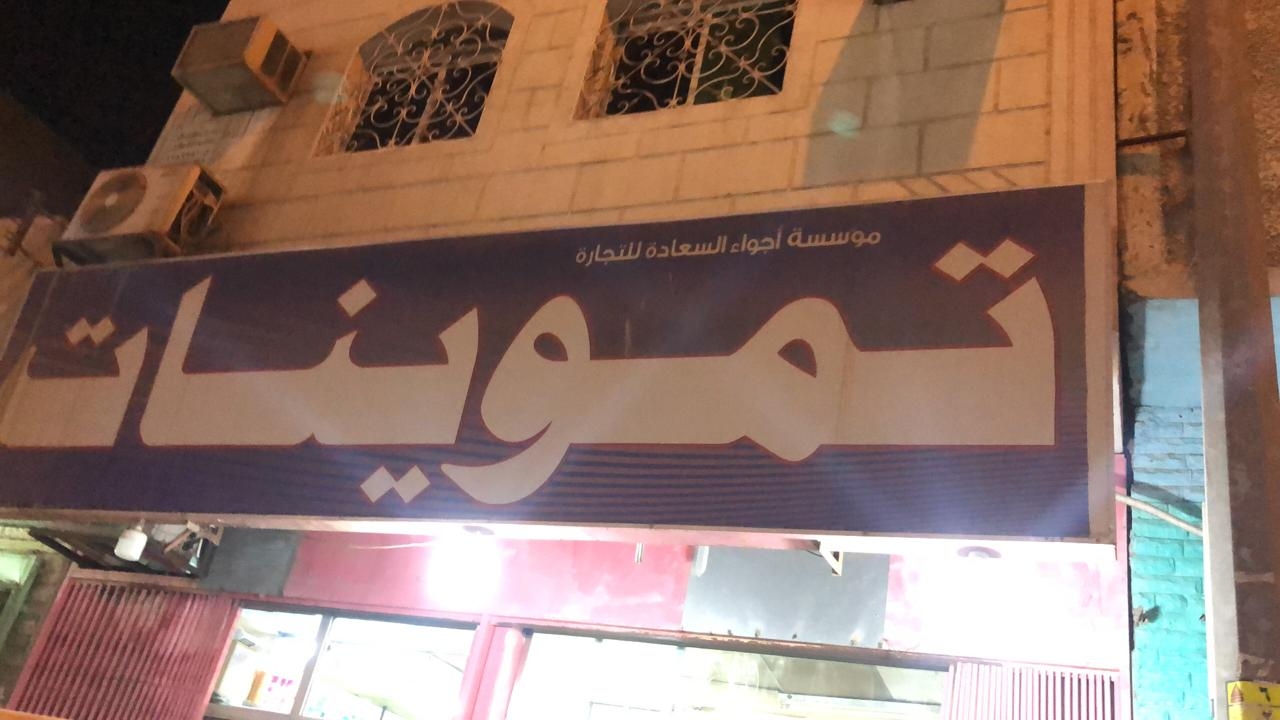 موسسة أجواء السعادة للتجارة
تموينات